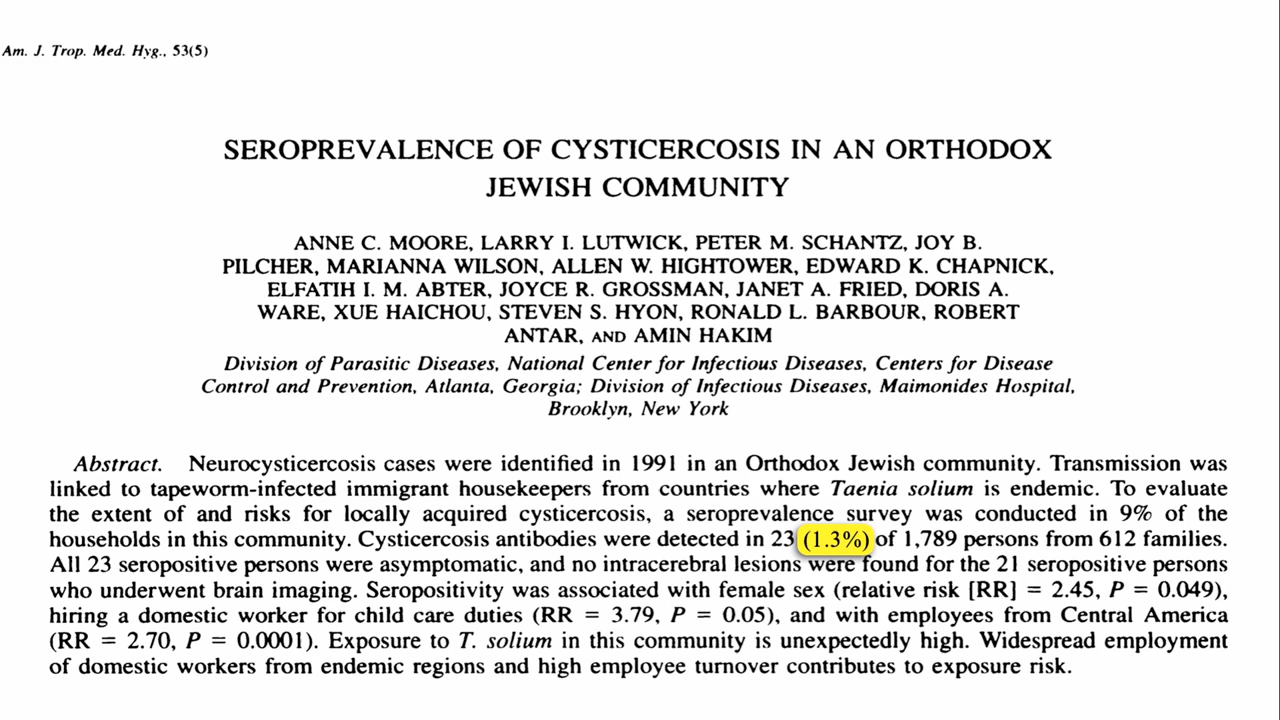 Am. J. Trop. Med. Hyg., 53(5)
SEROPREVALENCE OF CYSTICERCOSIS IN AN ORTHODOX
JEWISH COMMUNITY
ANNE C. MOORE, LARRY I. LUTWICK, PETER M. SCHANTZ, JOY B.
PILCHER, MARIANNA WILSON, ALLEN W. HIGHTOWER, EDWARD K. CHAPNICK,
ELFATIH I. M. ABTER, JOYCE R. GROSSMAN, JANET A. FRIED, DORIS A.
WARE, XUE HAICHOU, STEVEN S. HYON, RONALD L. BARBOUR, ROBERT
ANTAR, AND AMIN HAKIM
Division of Parasitic Diseases, National Center for Infectious Diseases, Centers for Disease
Control and Prevention, Atlanta, Georgia; Division of Infectious Diseases, Maimonides Hospital,
Brooklyn, New York
Abstract. Neurocysticercosis cases were identified in 1991 in an Orthodox Jewish community. Transmission was
linked to tapeworm-infected immigrant housekeepers from countries where Taenia solium is endemic. To evaluate
the extent of and risks for locally acquired cysticercosis, a seroprevalence survey was conducted in 9% of the
households in this community. Cysticercosis antibodies were detected in 23 (1.3%) of 1,789 persons from 612 families.
All 23 seropositive persons were asymptomatic, and no intracerebral lesions were found for the 21 seropositive persons
who underwent brain imaging. Seropositivity was associated with female sex (relative risk [RR] = 2.45, P = 0.049),
hiring a domestic worker for child care duties (RR = 3.79, P = 0.05), and with employees from Central America
(RR = 2.70, P = 0.0001). Exposure to T. solium in this community is unexpectedly high. Widespread employment
of domestic workers from endemic regions and high employee turnover contributes to exposure risk.